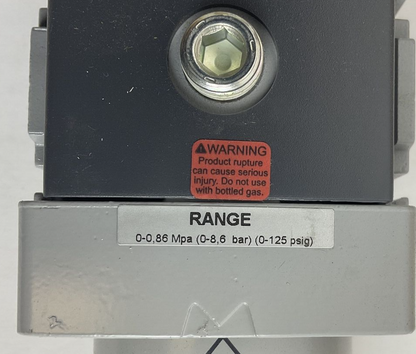 ⚠WARNING
Product rupture
can cause serious
injury. Do not use
with bottled gas.
RANGE
0-0,86 Mpa (0-8,6 bar) (0-125 psig)